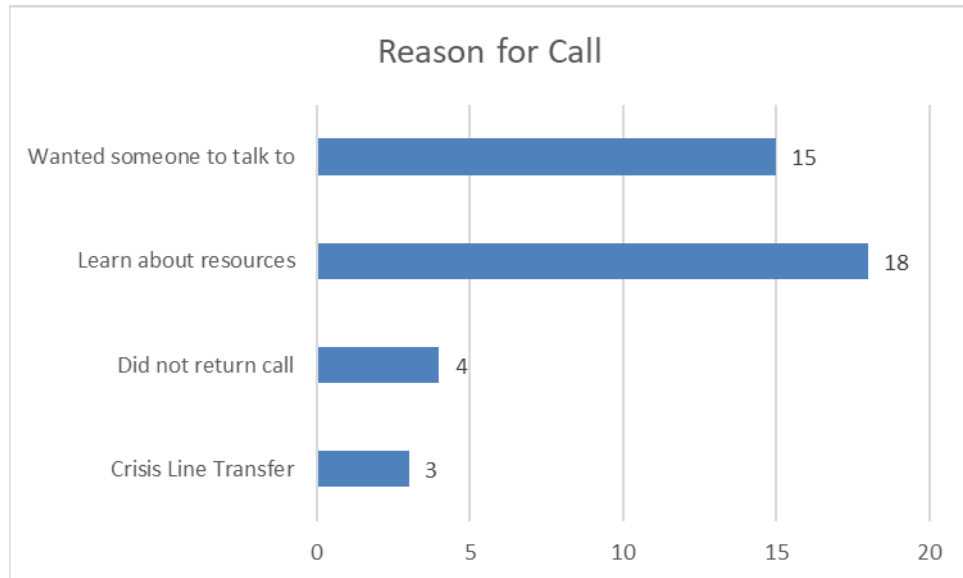 Reason for Call
Wanted someone to talk to 15
Learn about resources 18
Did not return call 4
Crisis Line Transfer 3
0 5 10 15 20